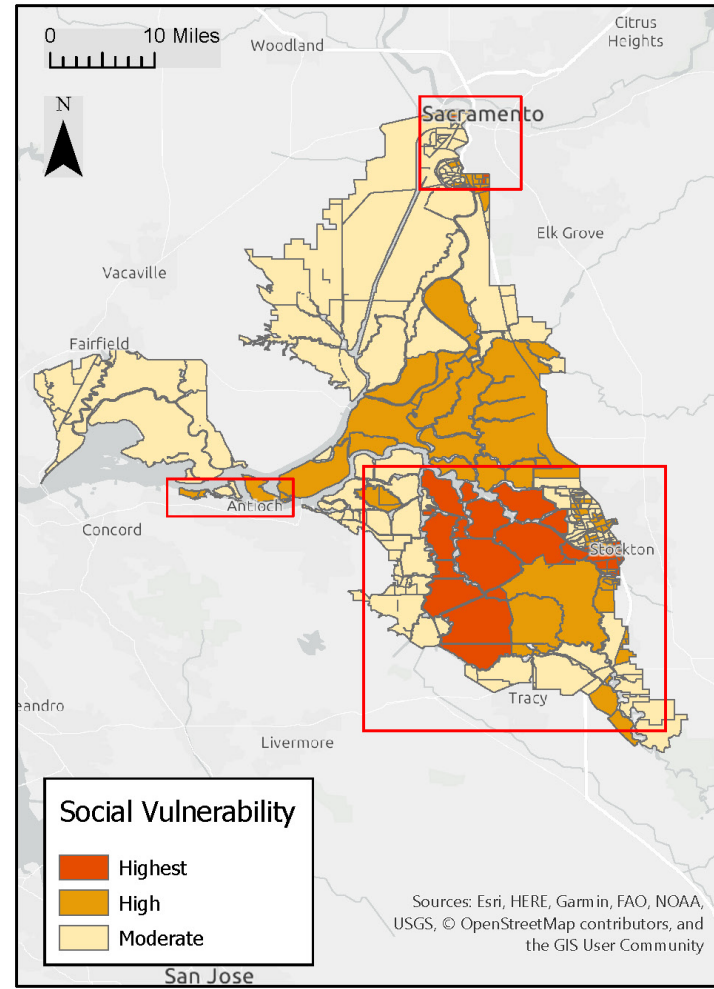 0 10 Miles
Woodland
Citrus
Heights
N
Sacramento
Elk Grove
Vacaville
Fairfield
Antioch
Concord
Stockton
eandro
Tracy
Livermore
Social Vulnerability
Highest
High
Moderate
Sources: Esri, HERE, Garmin, FAO, NOAA,
USGS, © OpenStreetMap contributors, and
the GIS User Community
San Jose